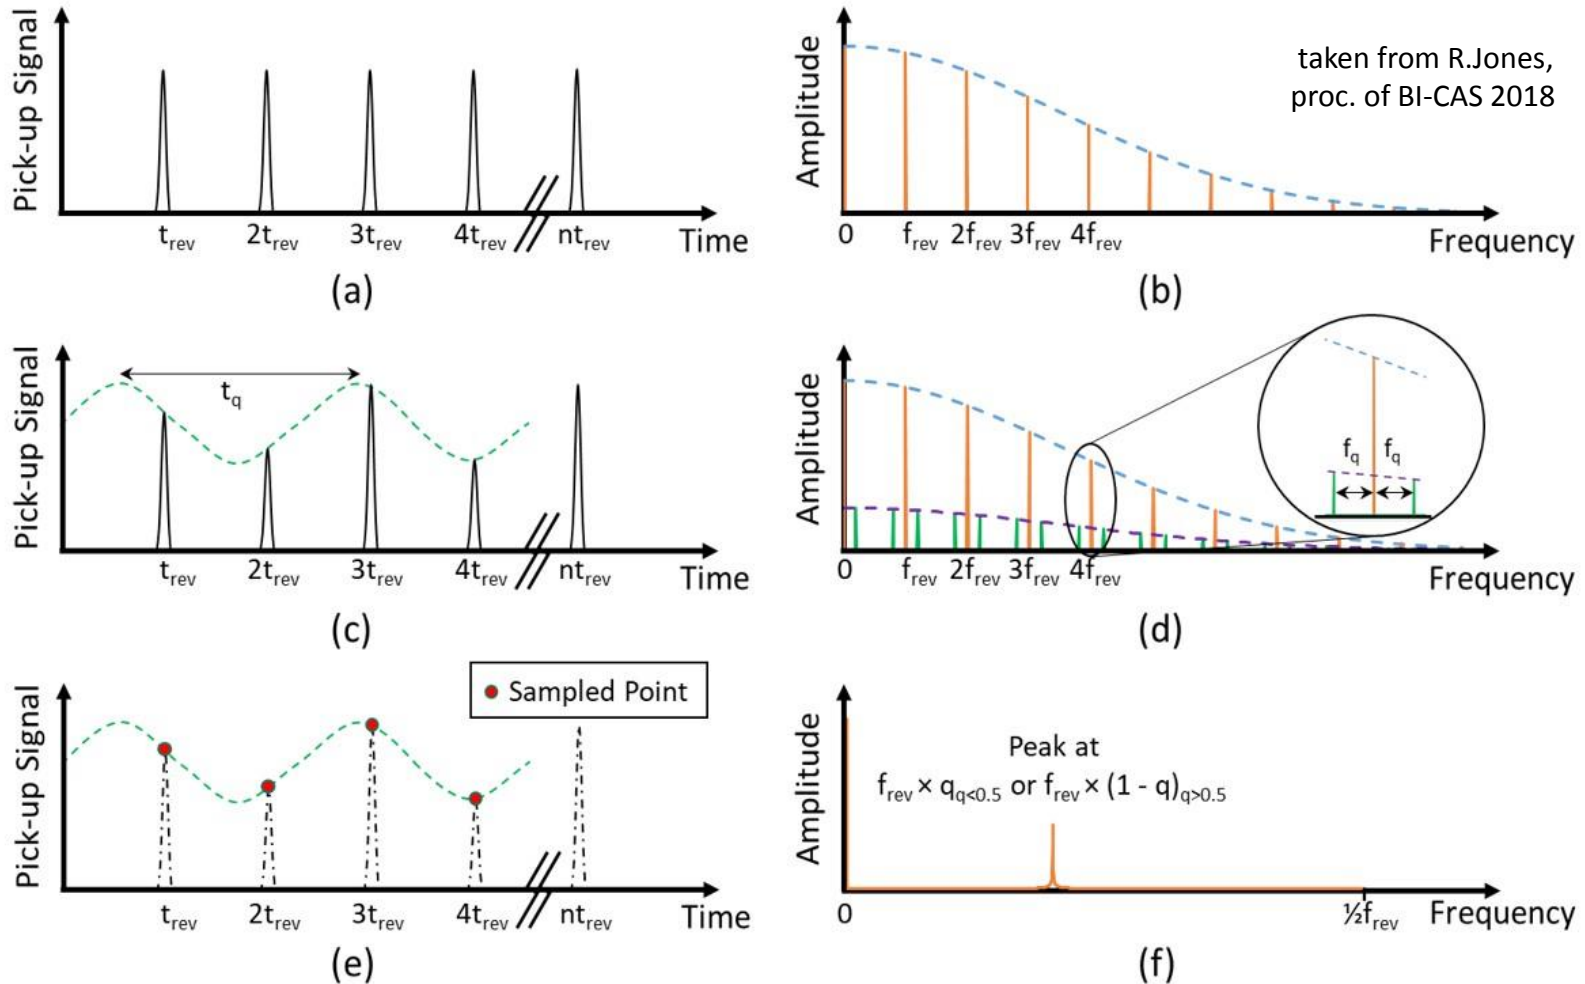 Pick-up Signal
t_rev 2t_rev 3t_rev 4t_rev nt_rev Time
(a)
Amplitude
taken from R.Jones,
proc. of BI-CAS 2018
0 f_rev 2f_rev 3f_rev 4f_rev Frequency
(b)
Pick-up Signal
t_q
t_rev 2t_rev 3t_rev 4t_rev nt_rev Time
(c)
Amplitude
f_q f_q
0 f_rev 2f_rev 3f_rev 4f_rev Frequency
(d)
Pick-up Signal
Sampled Point
t_rev 2t_rev 3t_rev 4t_rev nt_rev Time
(e)
Amplitude
Peak at
f_rev × q_q<0.5 or f_rev × (1 - q)_q>0.5
0 ½f_rev Frequency
(f)